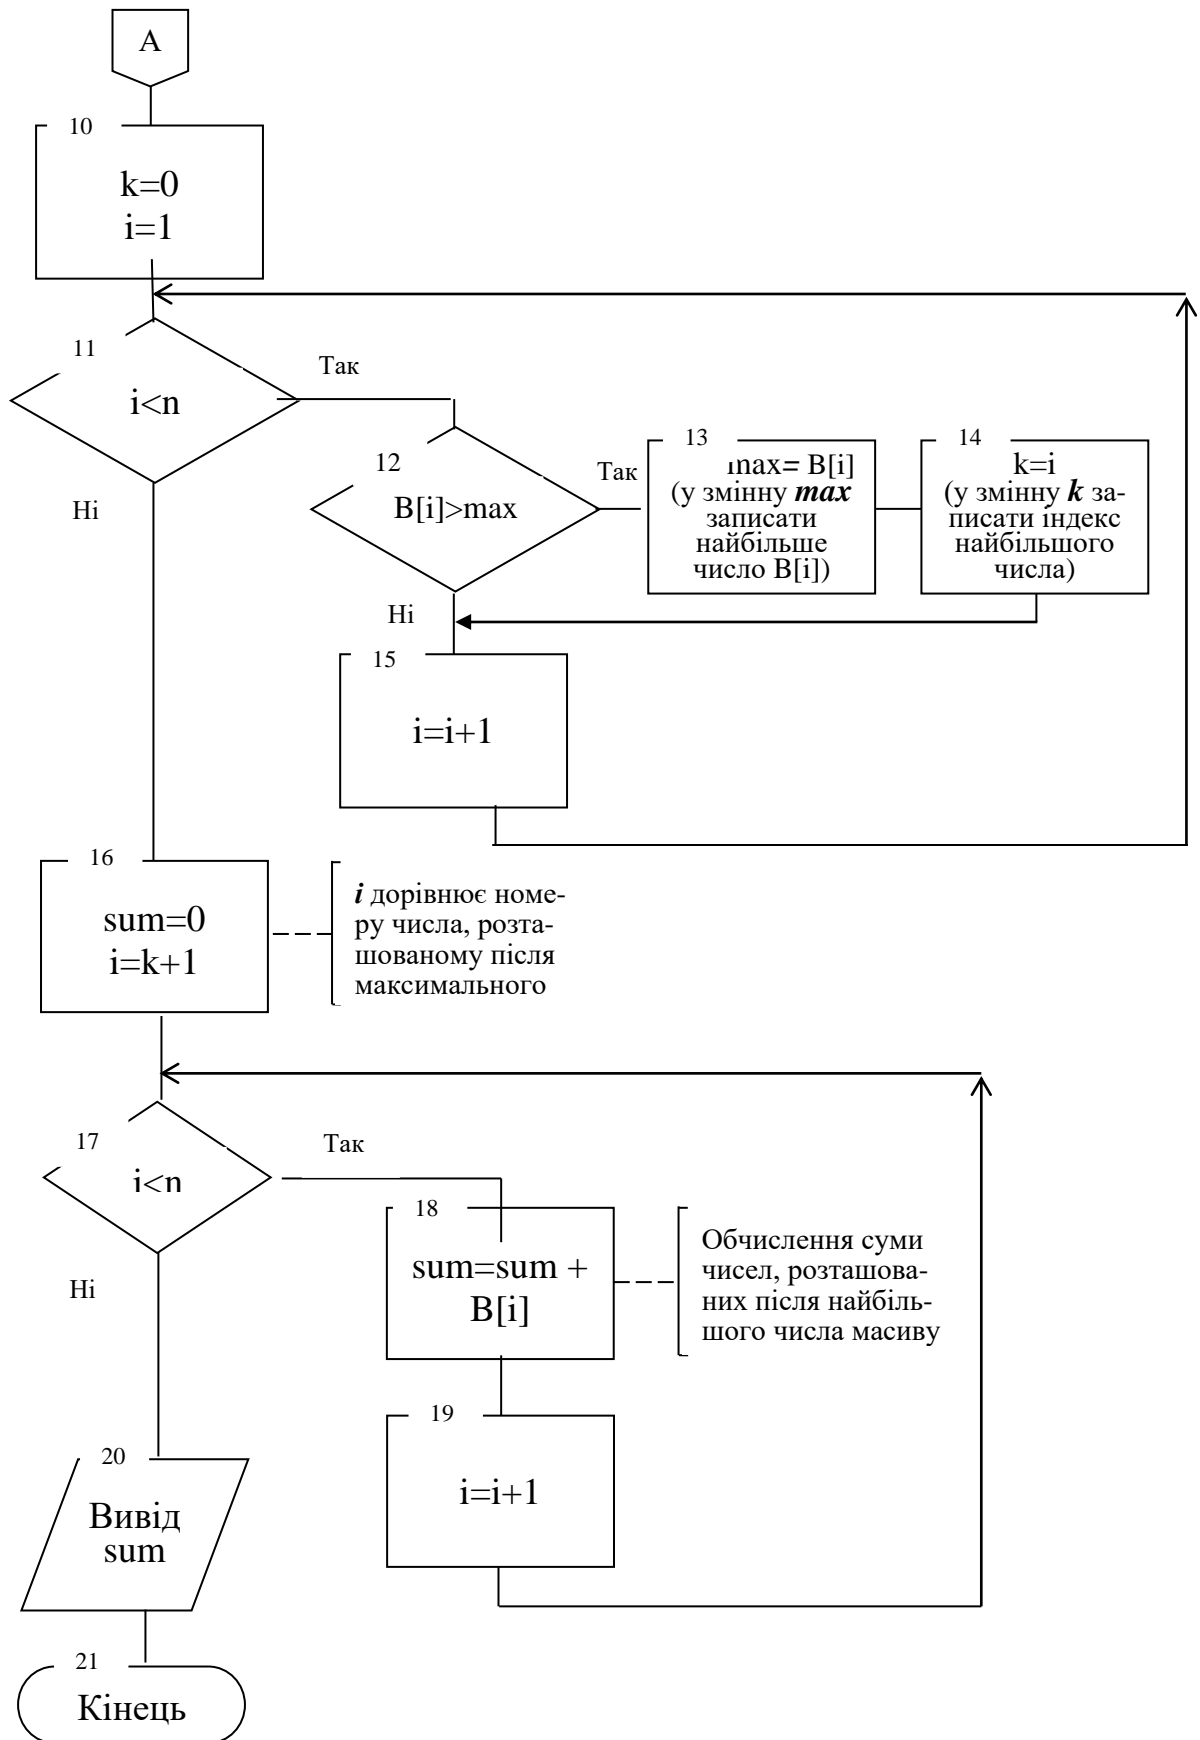 А
10
k=0
i=1
11
Так
i<n
Ні
12
B[i]>max
Так
13
max= B[i]
(у змінну max
записати
найбільше
число B[i])
14
k=i
(у змінну k за-
писати індекс
найбільшого
числа)
Ні
15
i=i+1
16
sum=0
i=k+1
i дорівнює номе-
ру числа, розта-
шованому після
максимального
17
Так
i<n
Ні
18
sum=sum +
B[i]
Обчислення суми
чисел, розташова-
них після найбіль-
шого числа масиву
19
i=i+1
20
Вивід
sum
21
Кінець